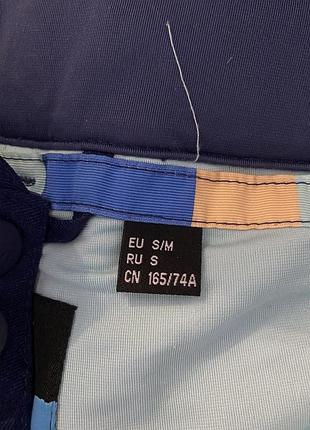 EU S/M
RU S
CN 165/74A